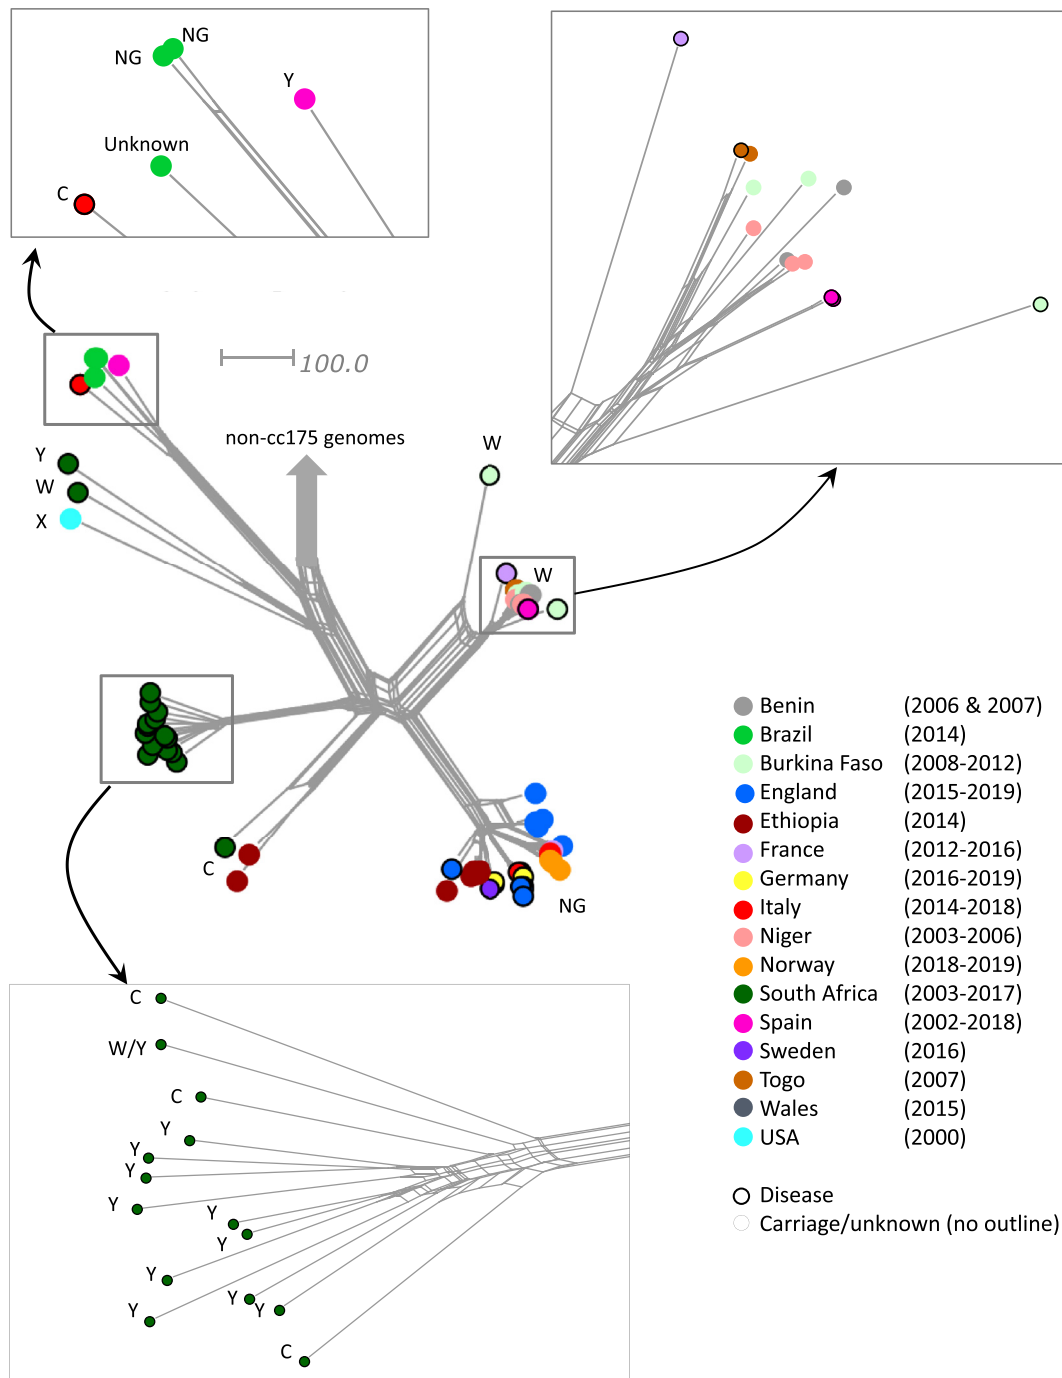 NG
NG
Y
Unknown
C
100.0
non-cc175 genomes
W
Y
W
X
W
C
NG
Benin (2006 & 2007)
Brazil (2014)
Burkina Faso (2008-2012)
England (2015-2019)
Ethiopia (2014)
France (2012-2016)
Germany (2016-2019)
Italy (2014-2018)
Niger (2003-2006)
Norway (2018-2019)
South Africa (2003-2017)
Spain (2002-2018)
Sweden (2016)
Togo (2007)
Wales (2015)
USA (2000)
Disease
Carriage/unknown (no outline)
C
W/Y
C
Y
Y
Y
Y
Y
Y
Y
Y
Y
Y
C